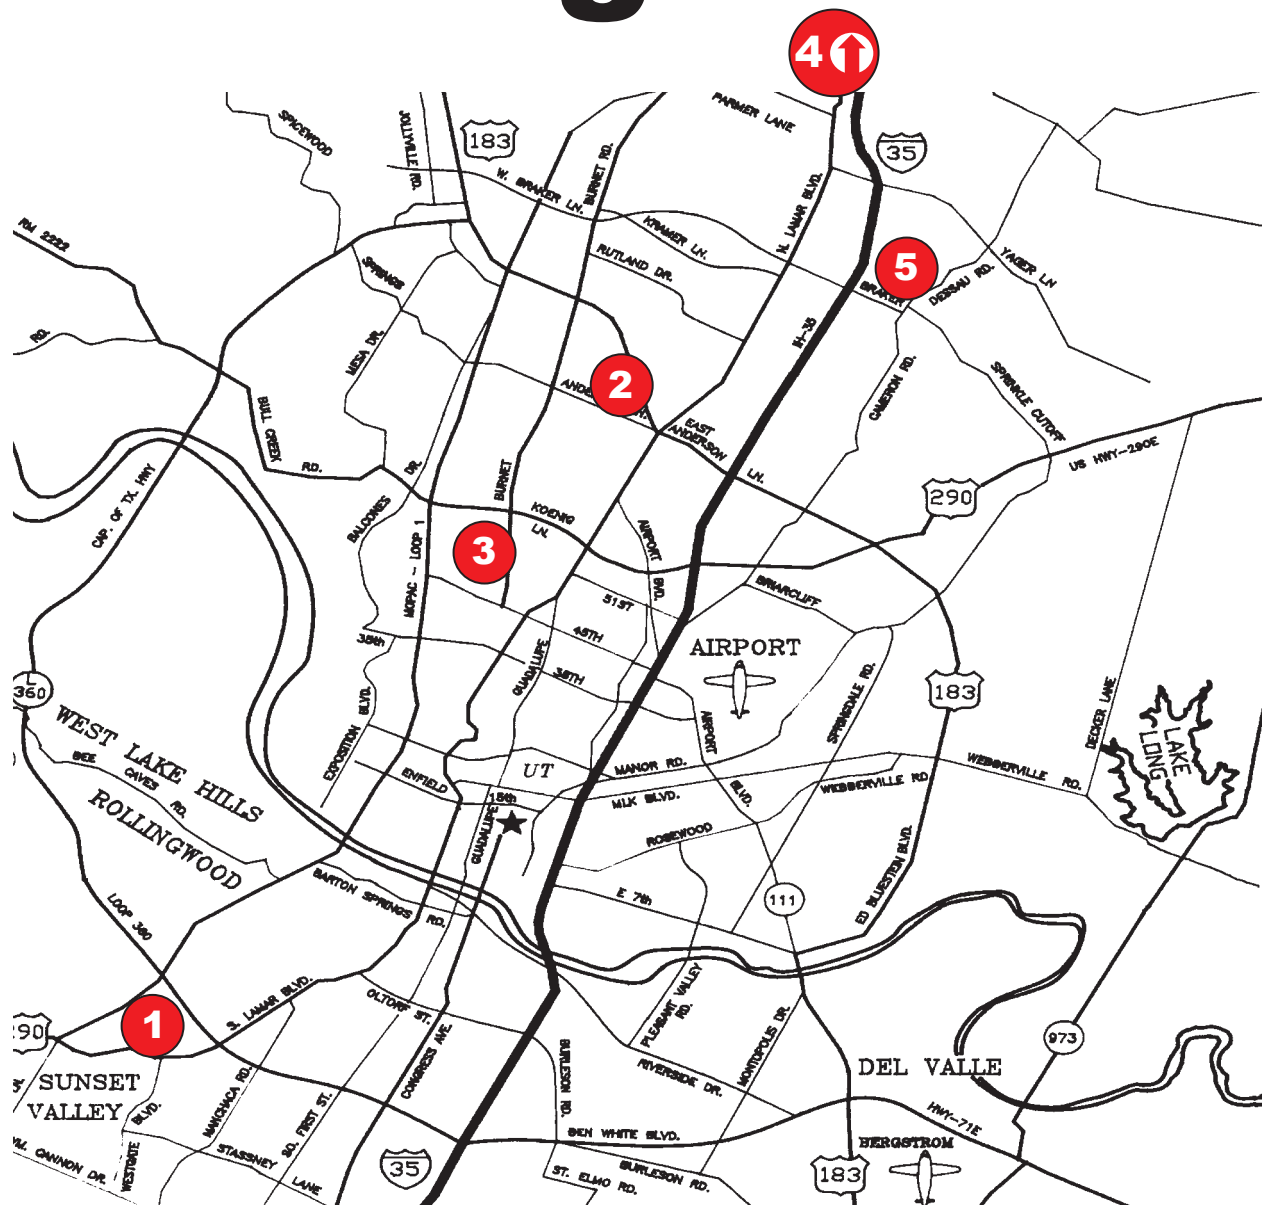 4
PARMER LANE
SPICEWOOD
JOLLYVILLE RD.
183
35
W. BRAKER LN.
BURNET RD.
N. LAMAR BLVD.
KRAMER LN.
RUTLAND DR.
RM 2222
SPRINGS
5
BRAKER
DESSAU RD.
YAGER LN
RD.
MESA DR.
IH-35
2
EAST
ANDERSON
LN.
CAMERON RD.
SPRINKLE CUTOFF
US HWY-290E
290
BULL CREEK
RD.
CAP. OF TX. HWY
BALCONES
DR.
BURNET
KOENIG
LN.
AIRPORT
BVD.
3
MOPAC - LOOP 1
51ST
45TH
38TH
35th
BRIARCLIFF
AIRPORT
GUADALUPE
SPRINGDALE RD.
183
DECKER LANE
LAKE
LONG
L
360
WEST LAKE HILLS
BEE
CAVES
RD.
ROLLINGWOOD
EXPOSITION BLVD.
ENFIELD
UT
15th
GUADALUPE
MANOR RD.
MLK BLVD.
AIRPORT
BLVD.
WEBBERVILLE RD
WEBBERVILLE RD.
ROSEWOOD
E 7th
111
ED BLUESTEIN BLVD.
BARTON SPRINGS RD.
LOOP 360
1
290
S. LAMAR BLVD.
OLTORF ST.
CONGRESS AVE.
PLEASANT VALLEY
RD.
MONTOPOLIS DR.
RIVERSIDE DR.
BURLESON RD.
973
DEL VALLE
SUNSET
VALLEY
BLVD.
WESTGATE
MANCHACA RD.
SO. FIRST ST.
STASSNEY
LANE
CANNON DR.
35
BEN WHITE BLVD.
ST. ELMO RD.
BURLESON RD.
HWY-71E
BERGSTROM
183